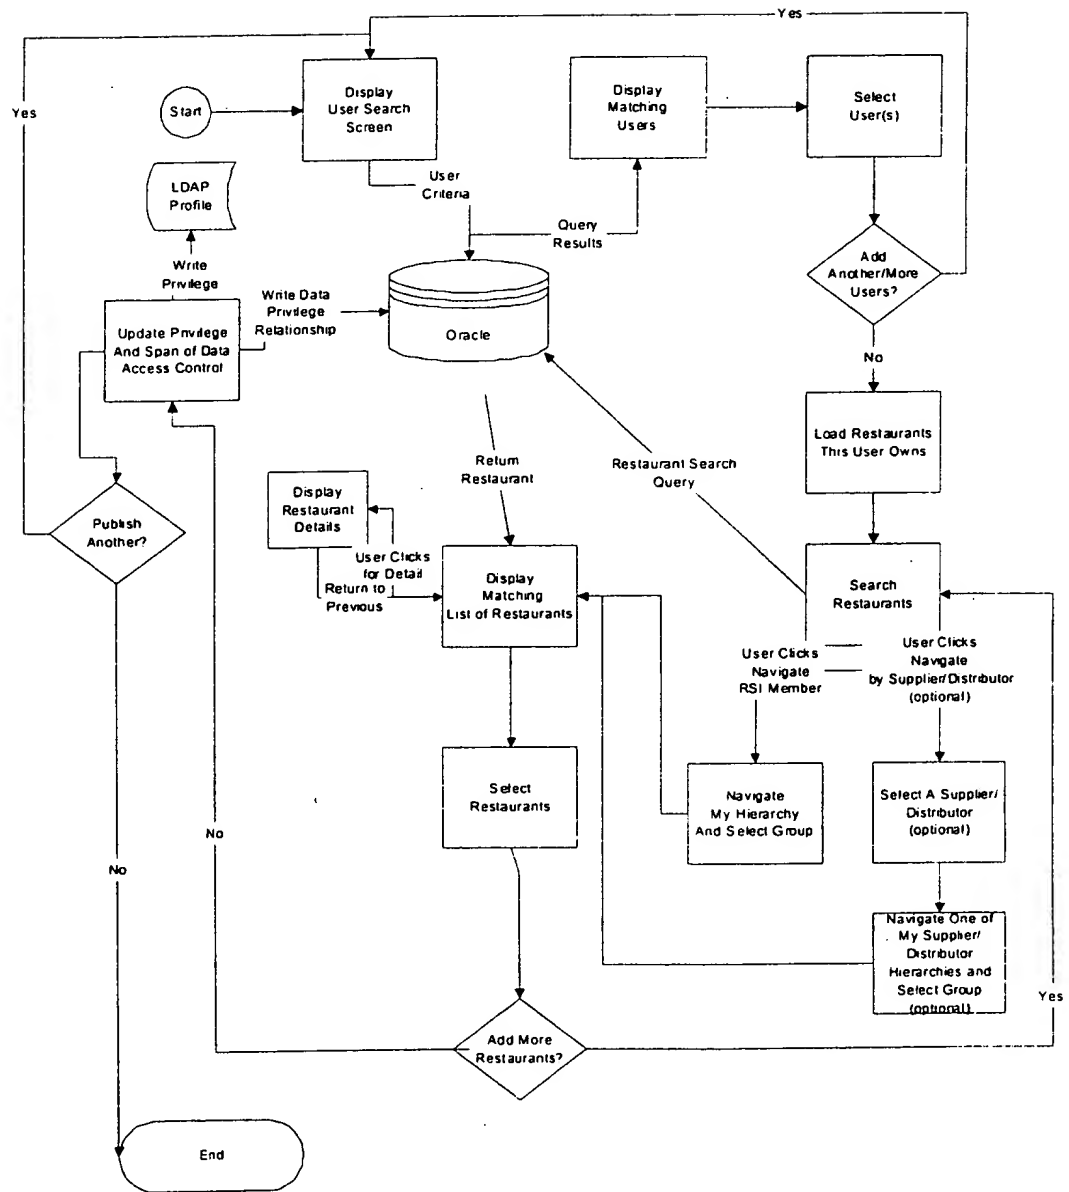 Yes
Yes
Start
Display
User Search
Screen
Display
Matching
Users
Select
User(s)
LDAP
Profile
User
Criteria
Query
Results
Write
Privilege
Write Data
Privilege
Relationship
Oracle
Add
Another/More
Users?
Update Privilege
And Span of Data
Access Control
No
Load Restaurants
This User Owns
Return
Restaurant
Restaurant Search
Query
Display
Restaurant
Details
Publish
Another?
User Clicks
for Detail
Return to
Previous
Display
Matching
List of Restaurants
Search
Restaurants
User Clicks
Navigate
RSI Member
User Clicks
Navigate
by Supplier/Distributor
(optional)
Select
Restaurants
Navigate
My Hierarchy
And Select Group
Select A Supplier/
Distributor
(optional)
No
No
Navigate One of
My Supplier/
Distributor
Hierarchies and
Select Group
(optional)
Yes
Add More
Restaurants?
End